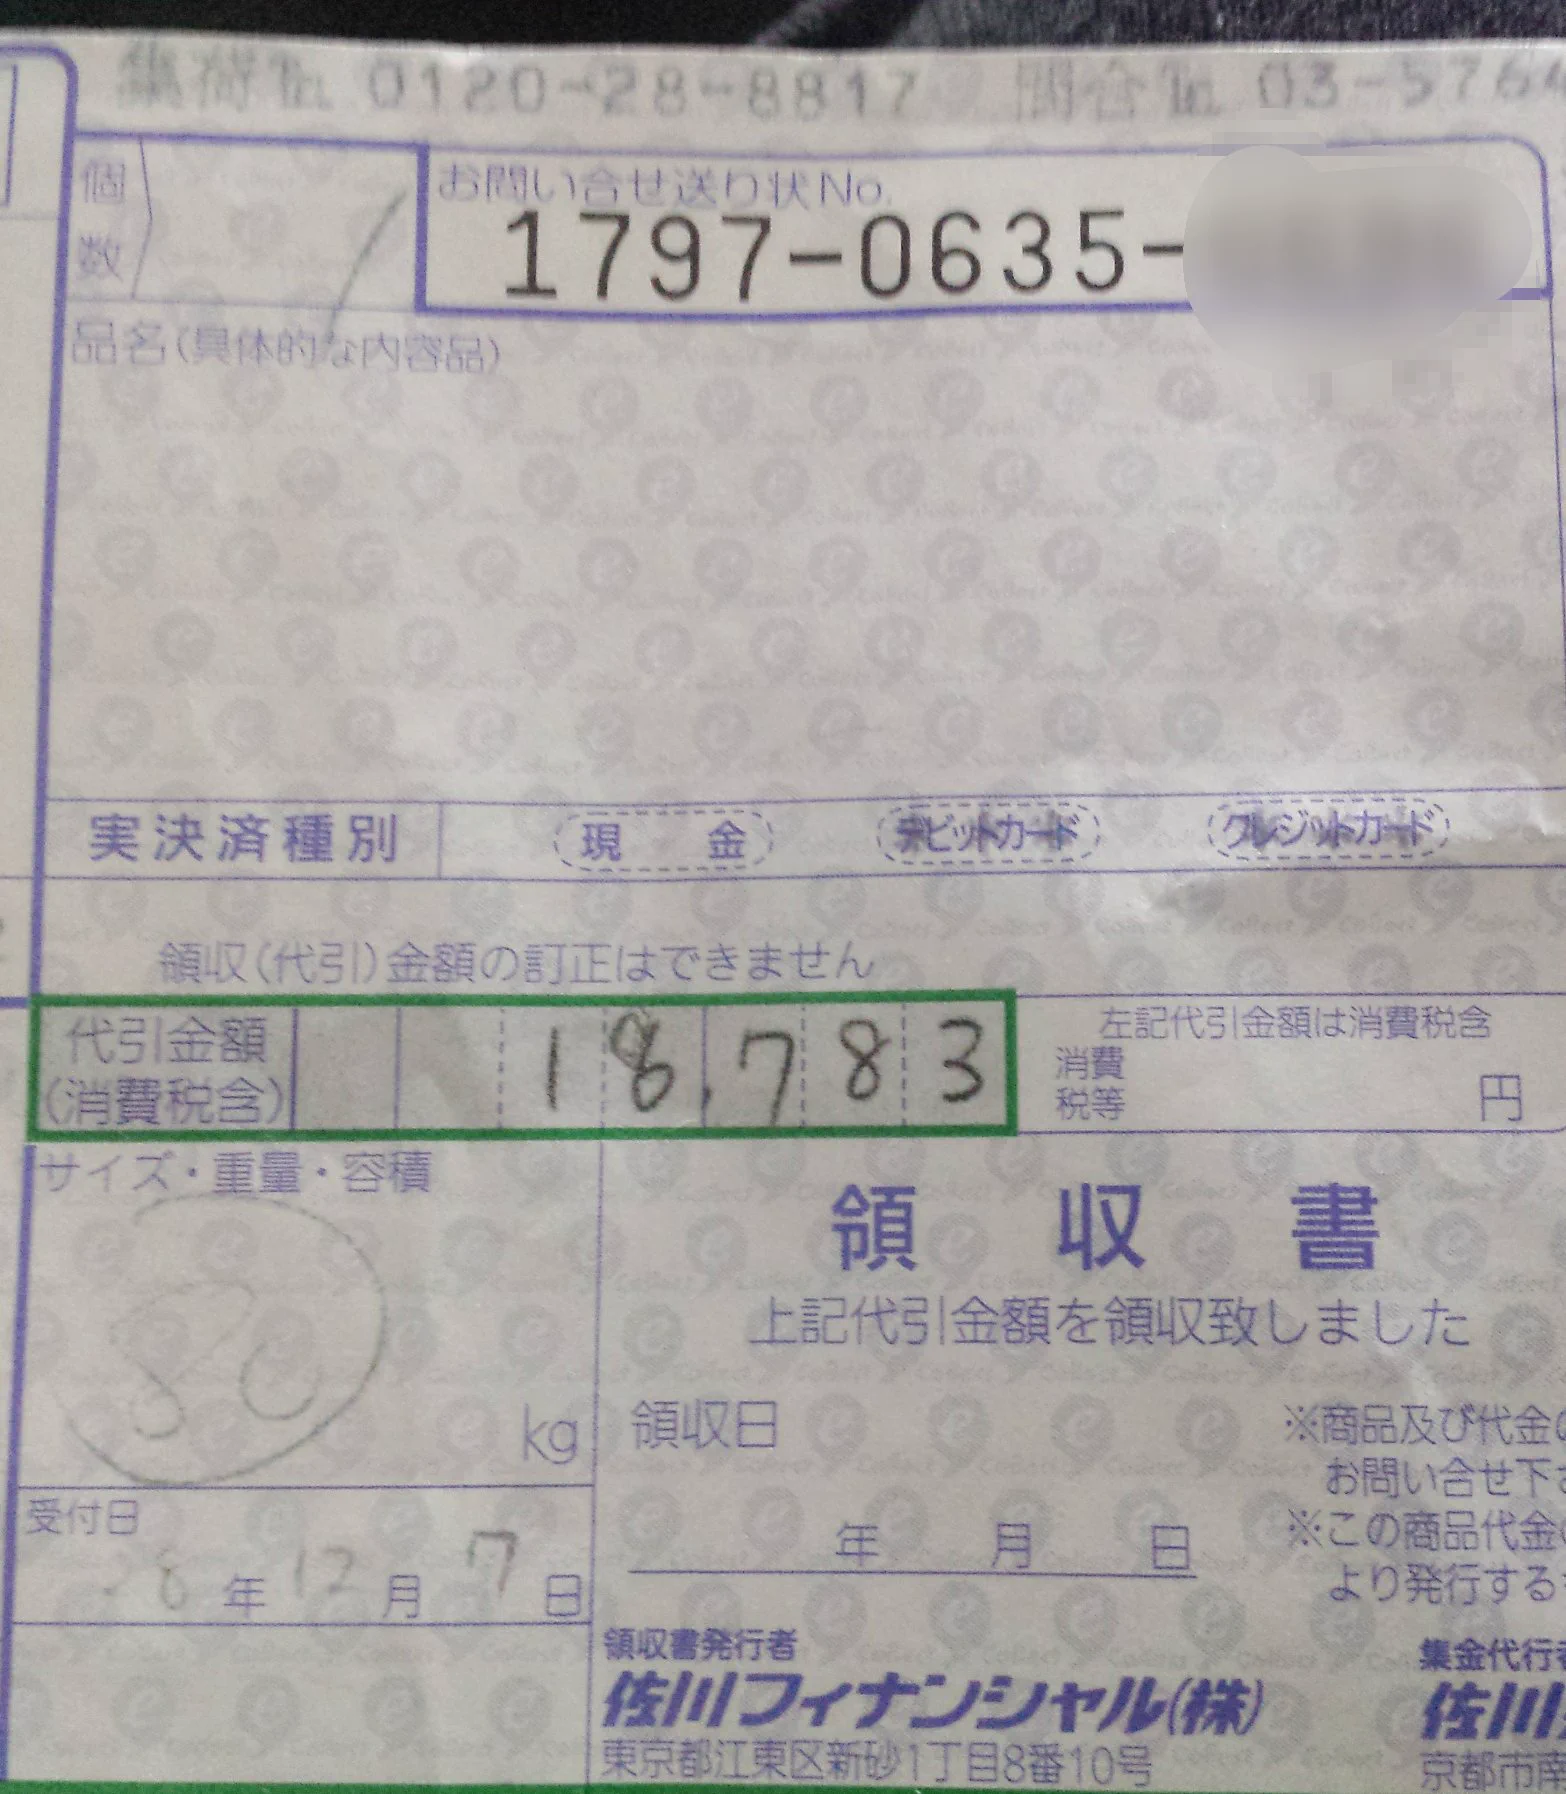 集荷℡ 0120-28-8817 問合℡ 03-5764
個数
1
お問い合せ送り状No.
1797-0635-
品名(具体的な内容品)
実決済種別 現 金 デビットカード クレジットカード
領収(代引)金額の訂正はできません
代引金額
(消費税含)
18,783
左記代引金額は消費税含
消費
税等
円
サイズ・重量・容積
kg
領 収 書
上記代引金額を領収致しました
領収日
年 月 日
※商品及び代金の
お問い合せ下さ
※この商品代金
より発行する
受付日
年 12 月 7 日
領収書発行者
佐川フィナンシャル(株)
東京都江東区新砂1丁目8番10号
集金代行者
佐川
京都市南